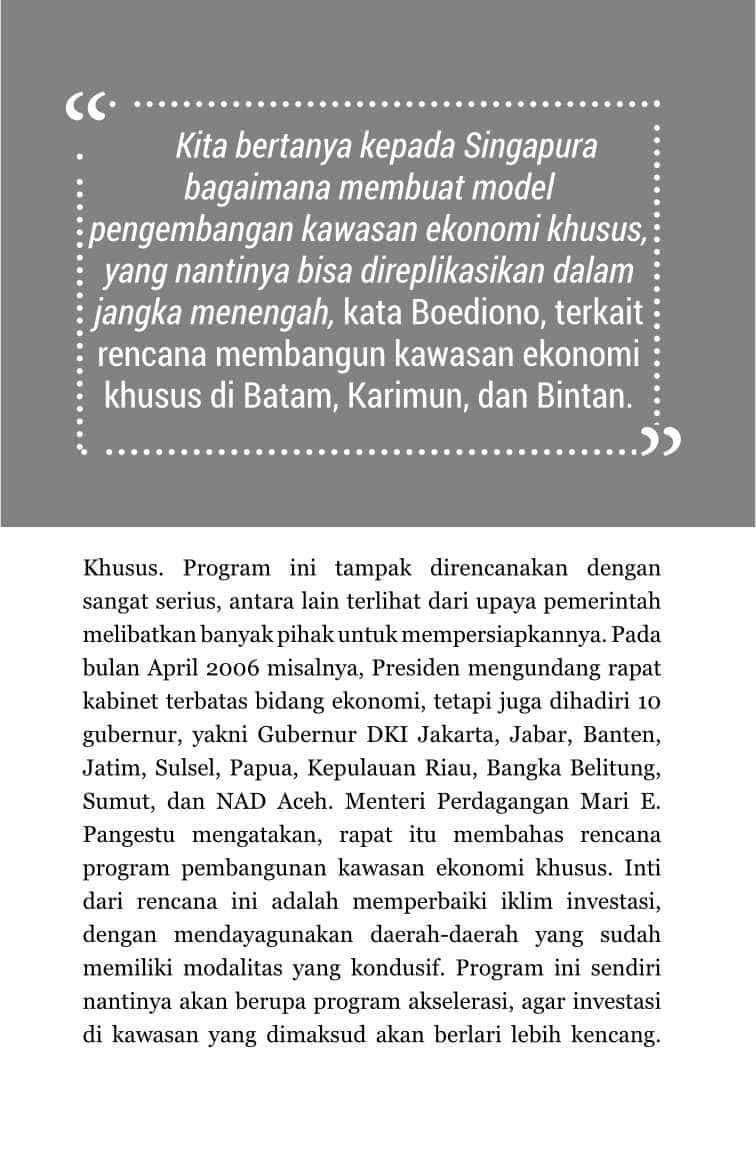 “
Kita bertanya kepada Singapura
bagaimana membuat model
pengembangan kawasan ekonomi khusus,
yang nantinya bisa direplikasikan dalam
jangka menengah, kata Boediono, terkait
rencana membangun kawasan ekonomi
khusus di Batam, Karimun, dan Bintan.
”
Khusus. Program ini tampak direncanakan dengan
sangat serius, antara lain terlihat dari upaya pemerintah
melibatkan banyak pihak untuk mempersiapkannya. Pada
bulan April 2006 misalnya, Presiden mengundang rapat
kabinet terbatas bidang ekonomi, tetapi juga dihadiri 10
gubernur, yakni Gubernur DKI Jakarta, Jabar, Banten,
Jatim, Sulsel, Papua, Kepulauan Riau, Bangka Belitung,
Sumut, dan NAD Aceh. Menteri Perdagangan Mari E.
Pangestu mengatakan, rapat itu membahas rencana
program pembangunan kawasan ekonomi khusus. Inti
dari rencana ini adalah memperbaiki iklim investasi,
dengan mendayagunakan daerah-daerah yang sudah
memiliki modalitas yang kondusif. Program ini sendiri
nantinya akan berupa program akselerasi, agar investasi
di kawasan yang dimaksud akan berlari lebih kencang.